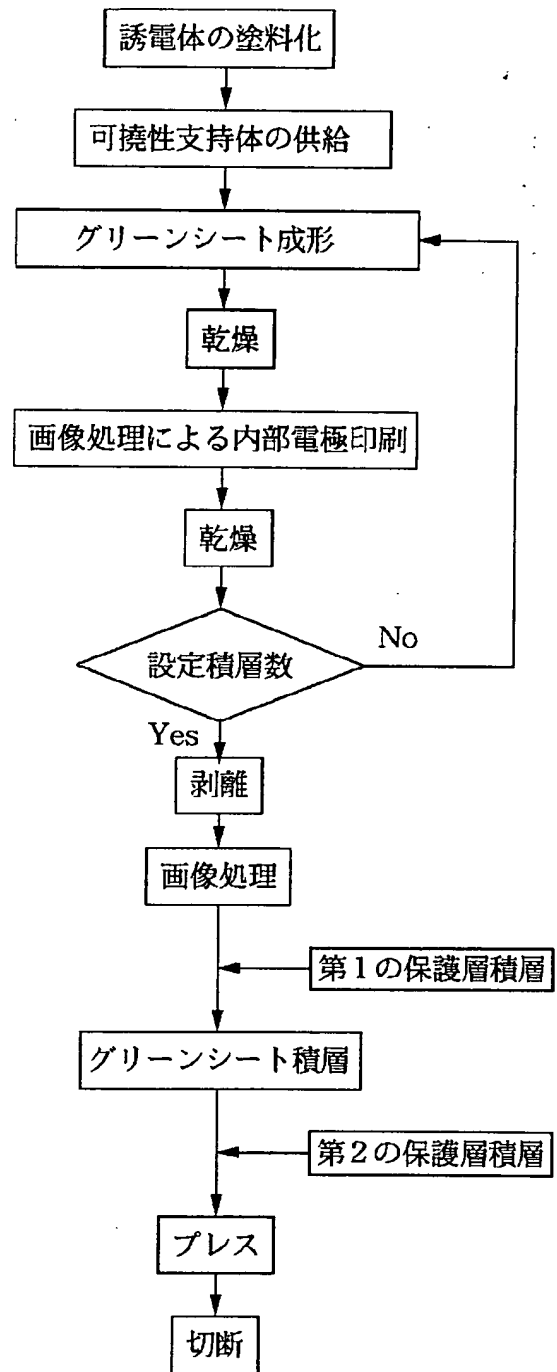 誘電体の塗料化
可撓性支持体の供給
グリーンシート成形
乾燥
画像処理による内部電極印刷
乾燥
設定積層数
No
Yes
剥離
画像処理
第1の保護層積層
グリーンシート積層
第2の保護層積層
プレス
切断